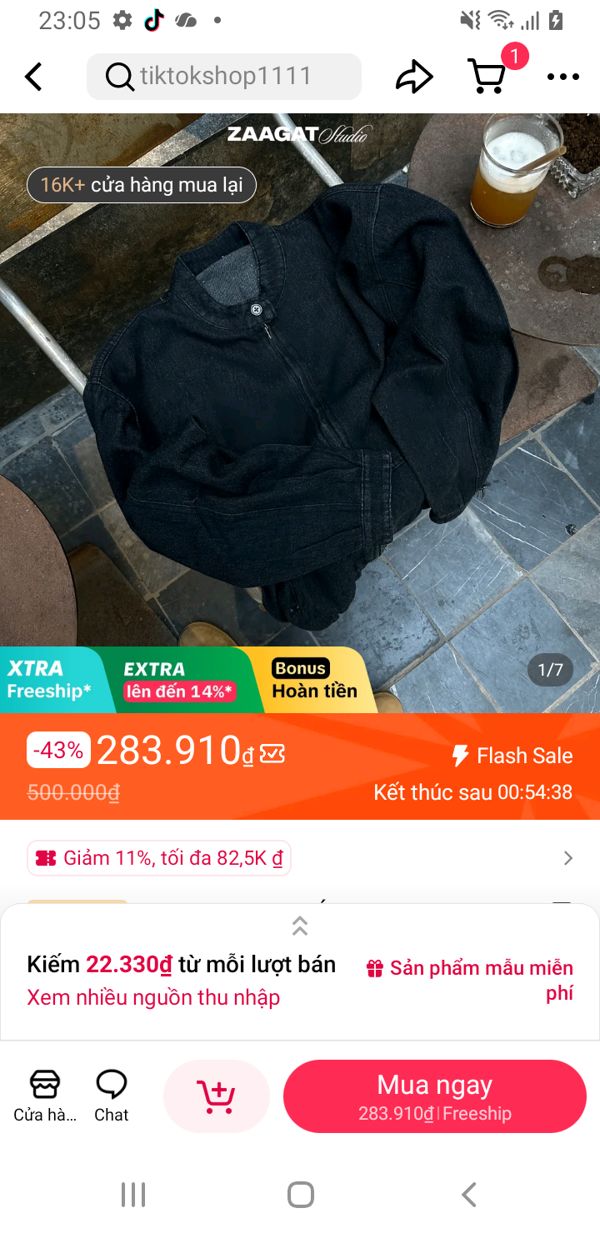 23:05
1
tiktokshop1111
ZAAGAT Studio
16K+ cửa hàng mua lại
XTRA
Freeship*
EXTRA
lên đến 14%*
Bonus
Hoàn tiền
1/7
-43% 283.910₫
Flash Sale
500.000₫
Kết thúc sau 00:54:38
Giảm 11%, tối đa 82,5K ₫
Kiếm 22.330₫ từ mỗi lượt bán
Xem nhiều nguồn thu nhập
Sản phẩm mẫu miễn
phí
Cửa hà...
Chat
Mua ngay
283.910₫|Freeship